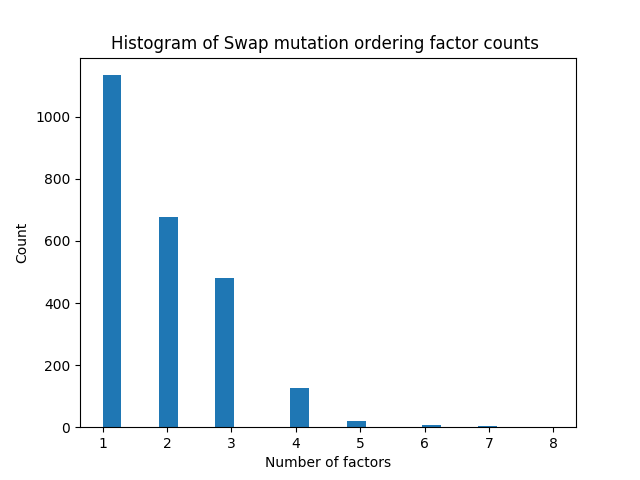 Histogram of Swap mutation ordering factor counts
Count
1000
800
600
400
200
0
1 2 3 4 5 6 7 8
Number of factors